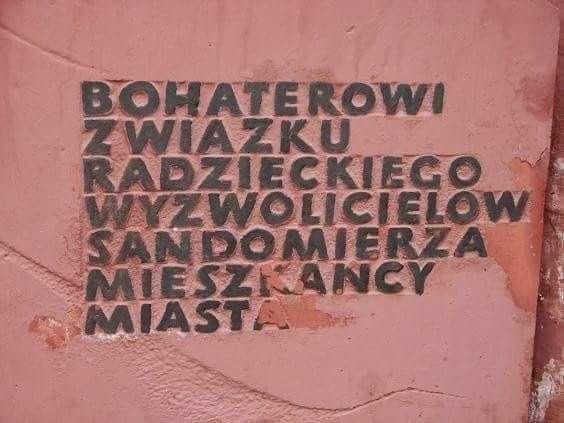 BOHATEROWI
ZWIAZKU
RADZIECKIEGO
WYZWOLICIELOW
SANDOMIERZA
MIESZKANCY
MIASTA